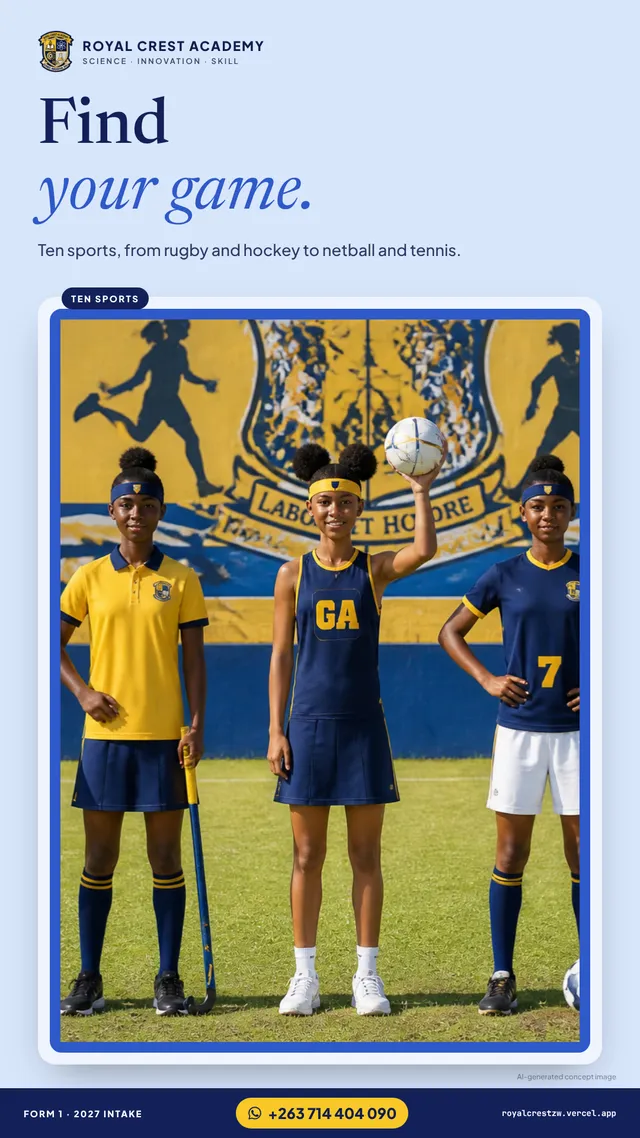 ROYAL CREST ACADEMY
SCIENCE · INNOVATION · SKILL
Find
your game.
Ten sports, from rugby and hockey to netball and tennis.
TEN SPORTS
GA
7
AI-generated concept image
FORM 1 · 2027 INTAKE
+263 714 404 090
royalcrestzw.vercel.app